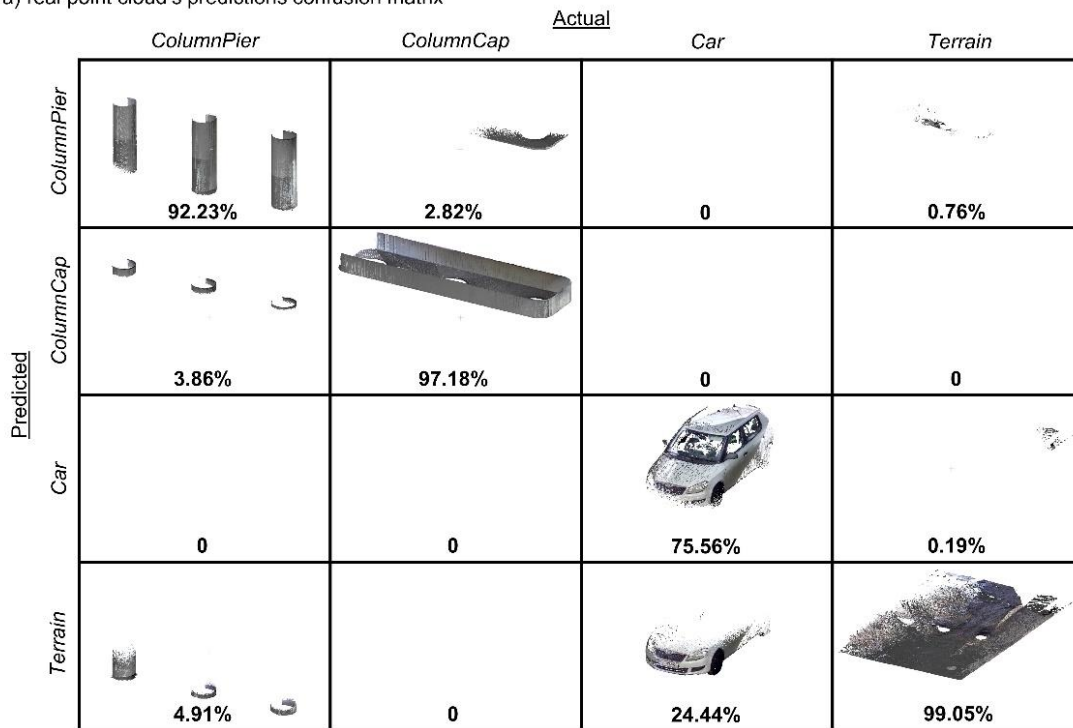 a) real point cloud's predictions confusion matrix
Actual
ColumnPier ColumnCap Car Terrain
Predicted
ColumnPier
92.23% 2.82% 0 0.76%
ColumnCap
3.86% 97.18% 0 0
Car
0 0 75.56% 0.19%
Terrain
4.91% 0 24.44% 99.05%